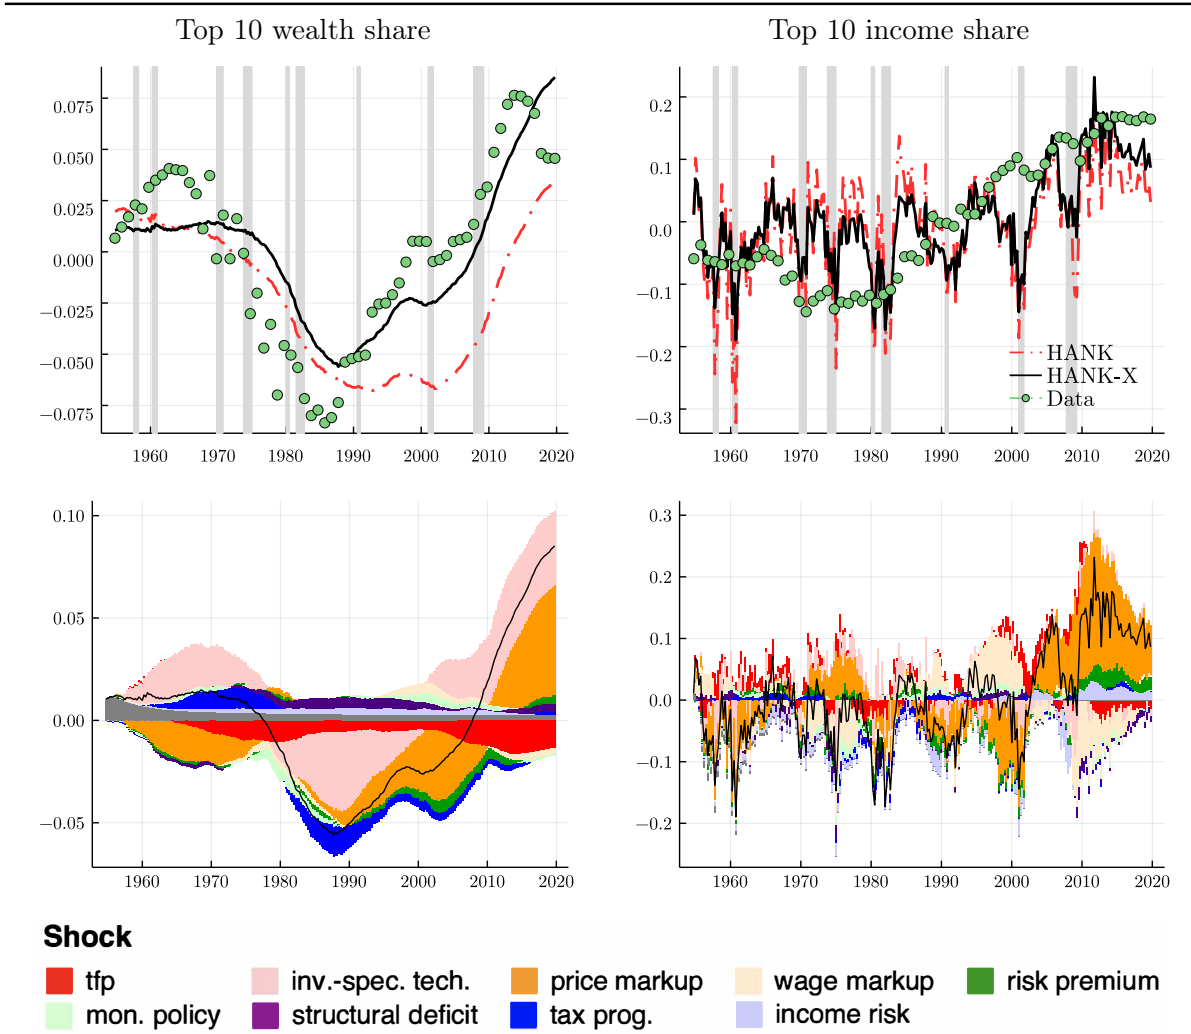 Top 10 wealth share
Top 10 income share
0.075
0.050
0.025
0.000
−0.025
−0.050
−0.075
1960 1970 1980 1990 2000 2010 2020
0.2
0.1
0.0
−0.1
−0.2
−0.3
HANK
HANK-X
Data
1960 1970 1980 1990 2000 2010 2020
0.10
0.05
0.00
−0.05
1960 1970 1980 1990 2000 2010 2020
0.3
0.2
0.1
0.0
−0.1
−0.2
1960 1970 1980 1990 2000 2010 2020
Shock
tfp inv.-spec. tech. price markup wage markup risk premium
mon. policy structural deficit tax prog. income risk